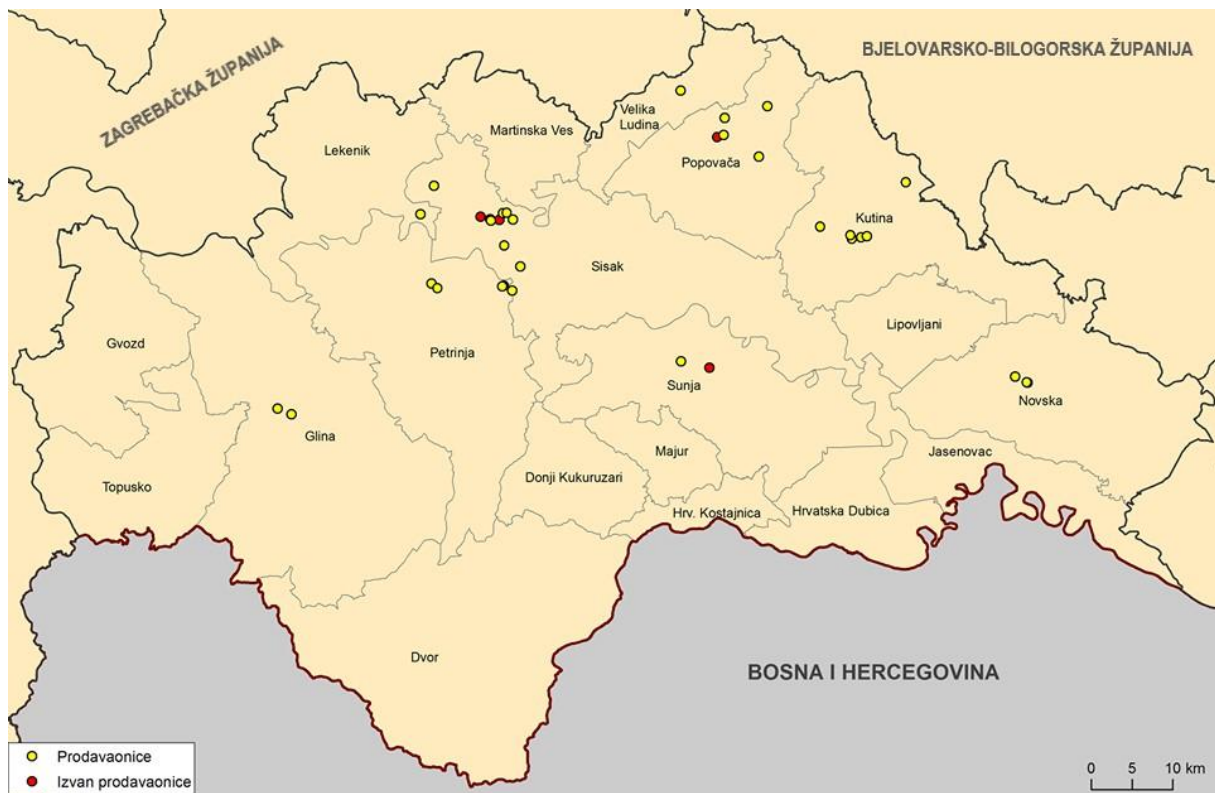 ZAGREBAČKA ŽUPANIJA
BJELOVARSKO-BILOGORSKA ŽUPANIJA
Velika
Ludina
Martinska Ves
Lekenik
Popovača
Kutina
Sisak
Lipovljani
Gvozd
Petrinja
Sunja
Novska
Glina
Majur
Jasenovac
Donji Kukuruzari
Topusko
Hrv. Kostajnica
Hrvatska Dubica
Dvor
BOSNA I HERCEGOVINA
Prodavaonice
Izvan prodavaonice
0 5 10 km